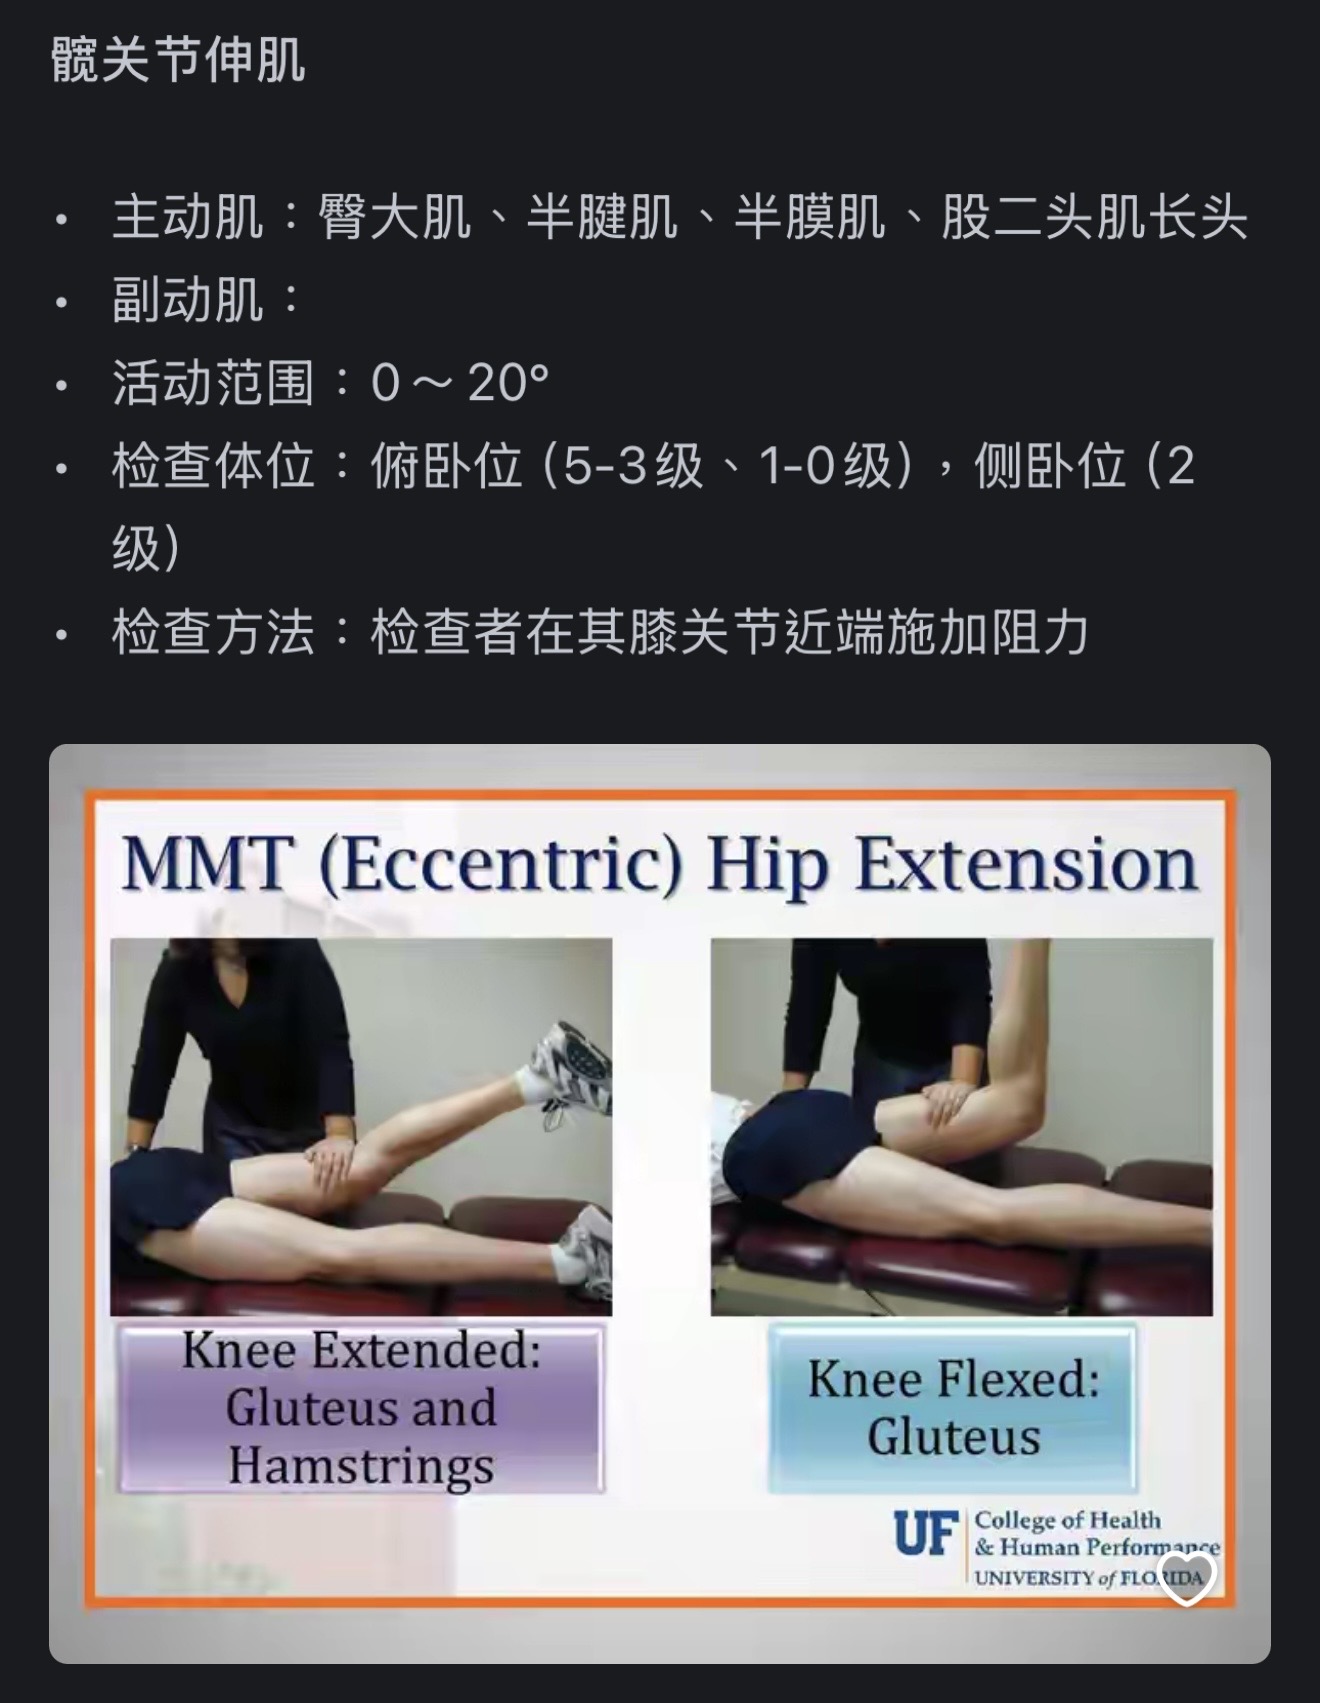 髋关节伸肌
• 主动肌：臀大肌、半腱肌、半膜肌、股二头肌长头
• 副动肌：
• 活动范围：0～20°
• 检查体位：俯卧位（5-3级、1-0级），侧卧位（2
级）
• 检查方法：检查者在其膝关节近端施加阻力
MMT (Eccentric) Hip Extension
Knee Extended:
Gluteus and
Hamstrings
Knee Flexed:
Gluteus
UF
College of Health
& Human Performance
UNIVERSITY of FLORIDA